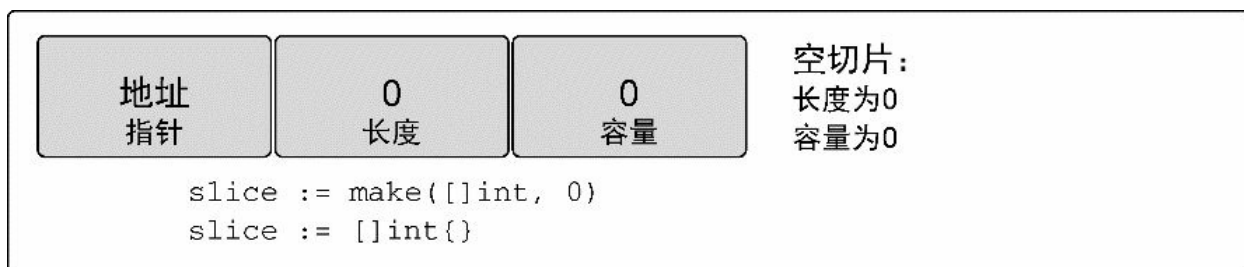 地址
指针
0
长度
0
容量
空切片:
长度为0
容量为0
slice := make([]int, 0)
slice := []int{}